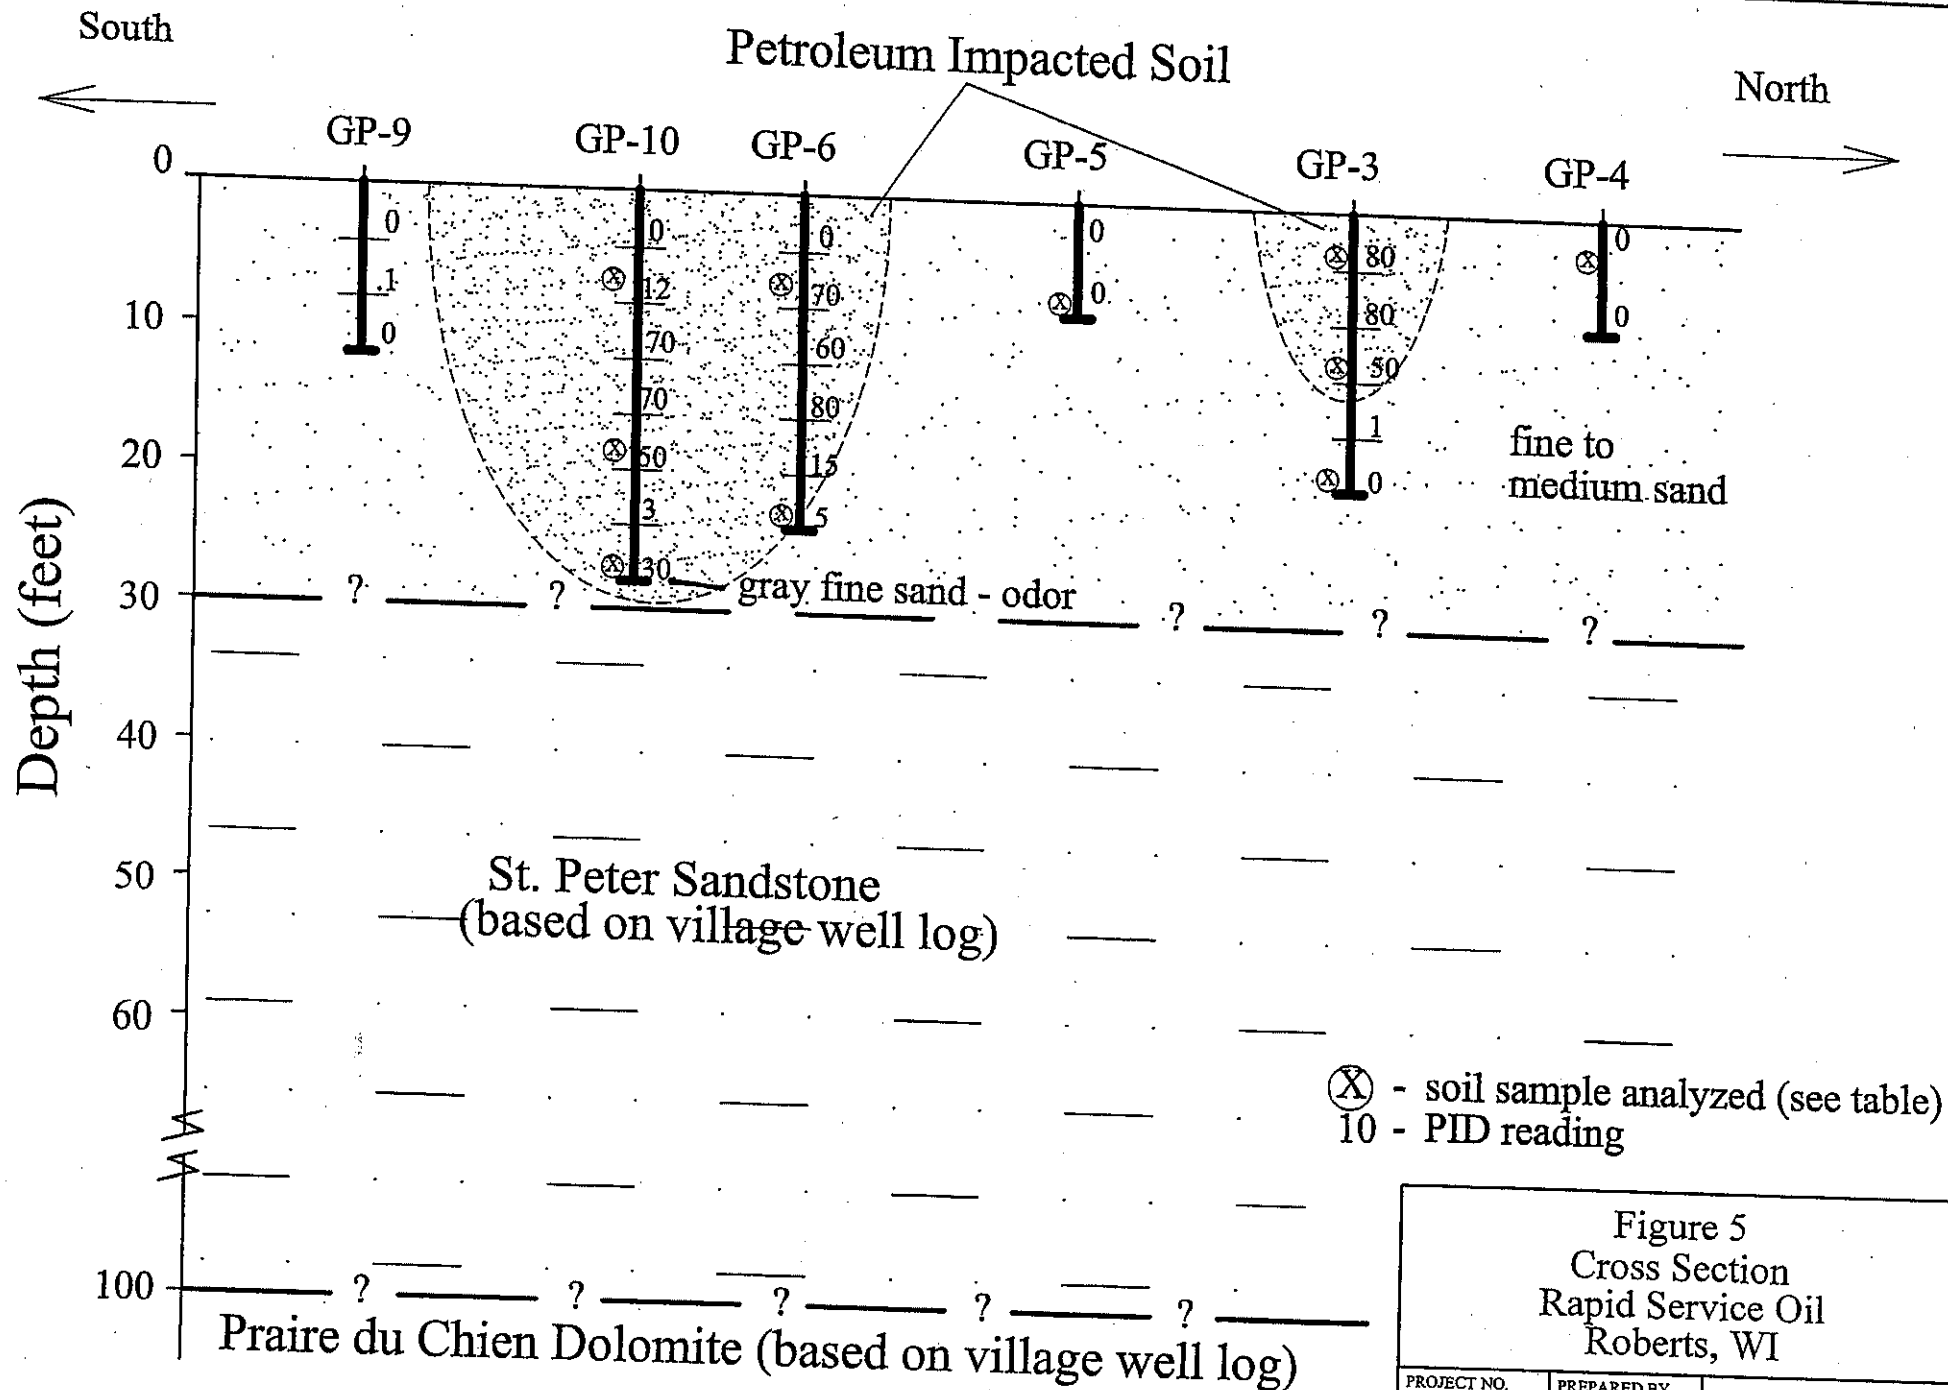 South
Petroleum Impacted Soil
North
GP-9
GP-10
GP-6
GP-5
GP-3
GP-4
0
0
1
0
0
12
70
70
50
3
30
0
70
60
80
15
5
0
0
80
80
50
1
0
0
0
X
X
X
X
X
X
X
X
X
X
10
20
30
40
50
60
100
Depth (feet)
fine to
medium sand
gray fine sand - odor
? ? ? ? ?
St. Peter Sandstone
(based on village well log)
X - soil sample analyzed (see table)
10 - PID reading
? ? ? ? ?
Praire du Chien Dolomite (based on village well log)
Figure 5
Cross Section
Rapid Service Oil
Roberts, WI
PROJECT NO.
PREPARED BY